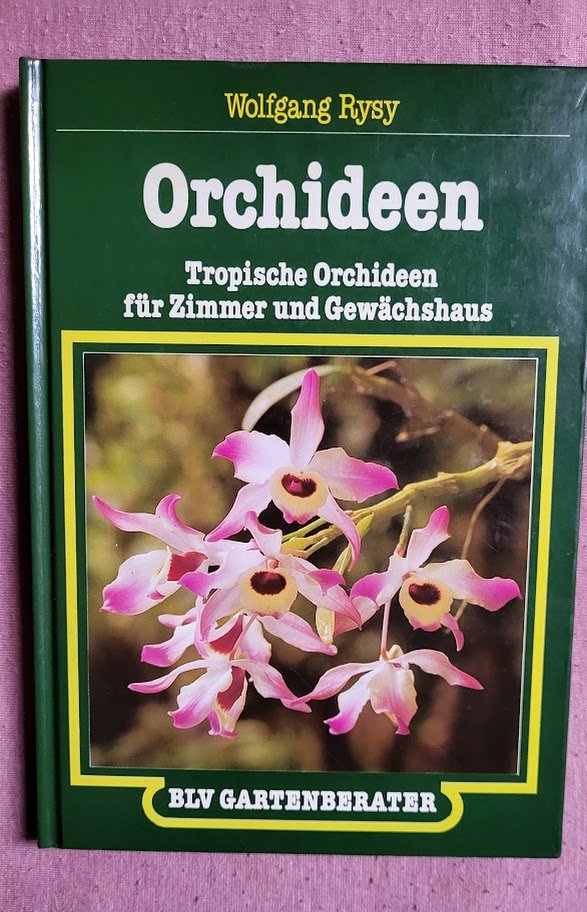 Wolfgang Rysy
Orchideen
Tropische Orchideen
für Zimmer und Gewächshaus
BLV GARTENBERATER